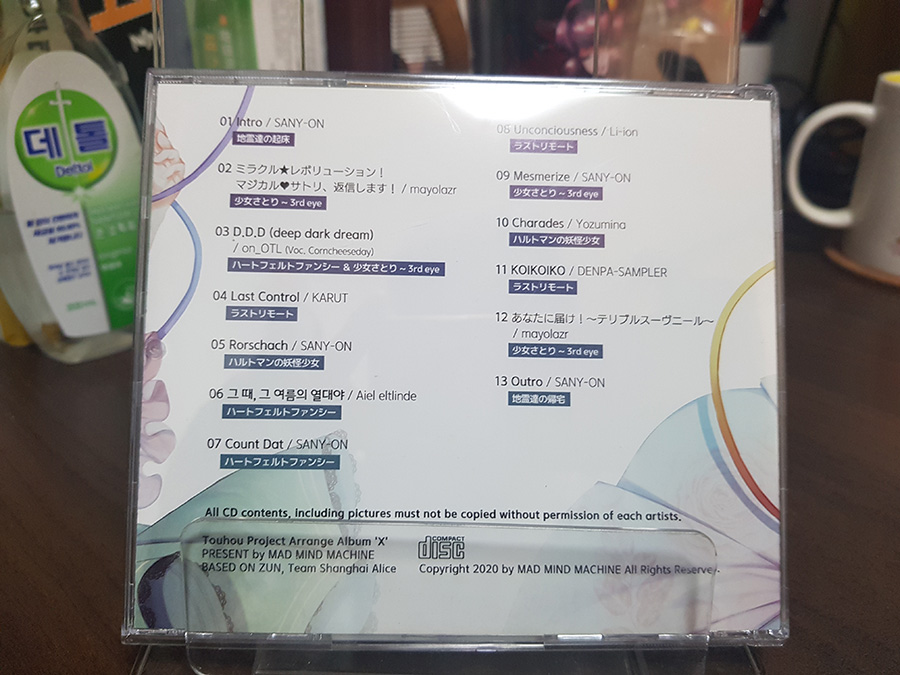 01 Intro / SANY-ON
地霊達の起床
02 ミラクル★レボリューション！
マジカル♥サトリ、返信します！ / mayolazr
少女さとり ~ 3rd eye
03 D.D.D (deep dark dream)
/ on_OTL (Voc, Corncheeseday)
ハートフェルトファンシー & 少女さとり ~ 3rd eye
04 Last Control / KARUT
ラストリモート
05 Rorschach / SANY-ON
ハルトマンの妖怪少女
06 그 때, 그 여름의 열대야 / Aiel eltlinde
ハートフェルトファンシー
07 Count Dat / SANY-ON
ハートフェルトファンシー
08 Unconciousness / Li-ion
ラストリモート
09 Mesmerize / SANY-ON
少女さとり ~ 3rd eye
10 Charades / Yozumina
ハルトマンの妖怪少女
11 KOIKOIKO / DENPA-SAMPLER
ラストリモート
12 あなたに届け！～テリブルスーヴニール～
/ mayolazr
少女さとり ~ 3rd eye
13 Outro / SANY-ON
地霊達の帰宅
All CD contents, including pictures must not be copied without permission of each artists.
Touhou Project Arrange Album 'X'
PRESENT by MAD MIND MACHINE
BASED ON ZUN, Team Shanghai Alice
COMPACT
disc
Copyright 2020 by MAD MIND MACHINE All Rights Reserve
데톨
Dettol